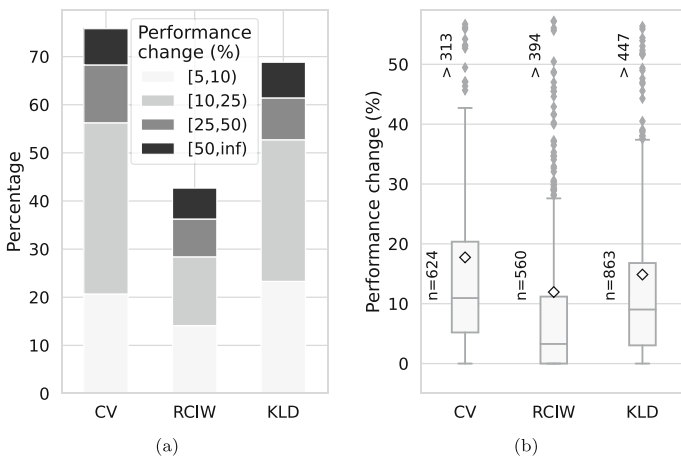 Performance
change (%)
[5,10)
[10,25)
[25,50)
[50,inf)
Percentage
70
60
50
40
30
20
10
0
CV
RCIW
KLD
(a)
Performance change (%)
50
40
30
20
10
0
> 313
> 394
> 447
n=624
n=560
n=863
CV
RCIW
KLD
(b)